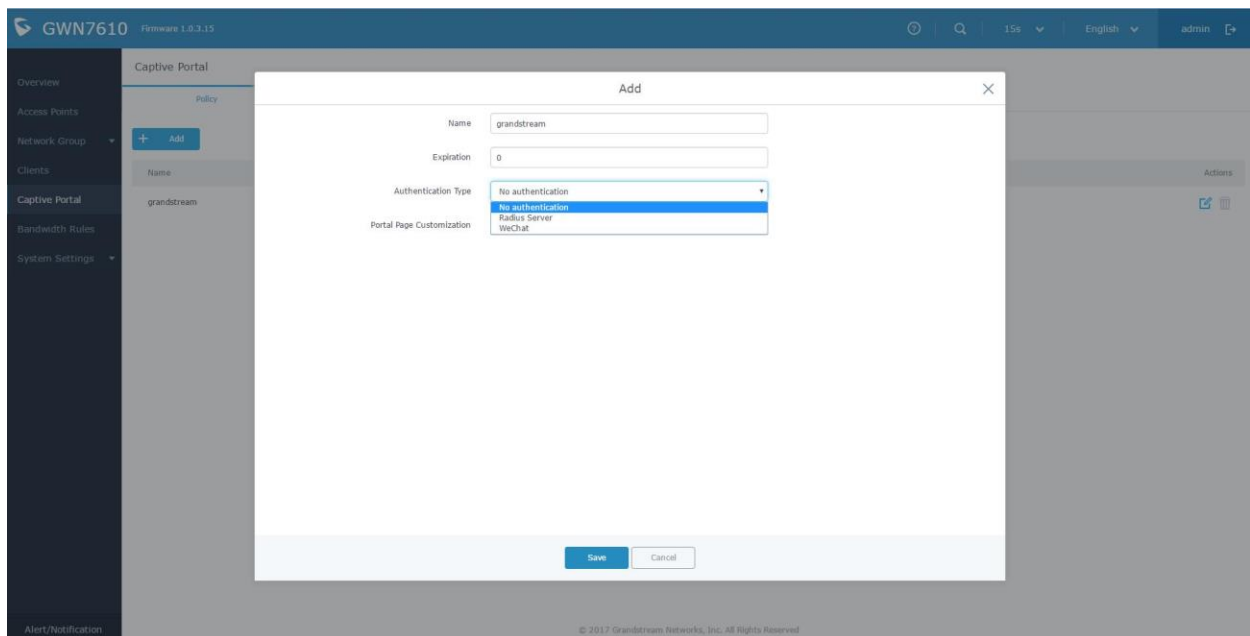 GWN7610 Firmware 1.0.3.15
15s English admin
Overview
Access Points
Network Group
Clients
Captive Portal
Bandwidth Rules
System Settings
Alert/Notification
Captive Portal
Policy
+ Add
Name
Actions
grandstream
Add
Name grandstream
Expiration 0
Authentication Type No authentication
No authentication
Radius Server
WeChat
Portal Page Customization
Save Cancel
© 2017 Grandstream Networks, Inc. All Rights Reserved